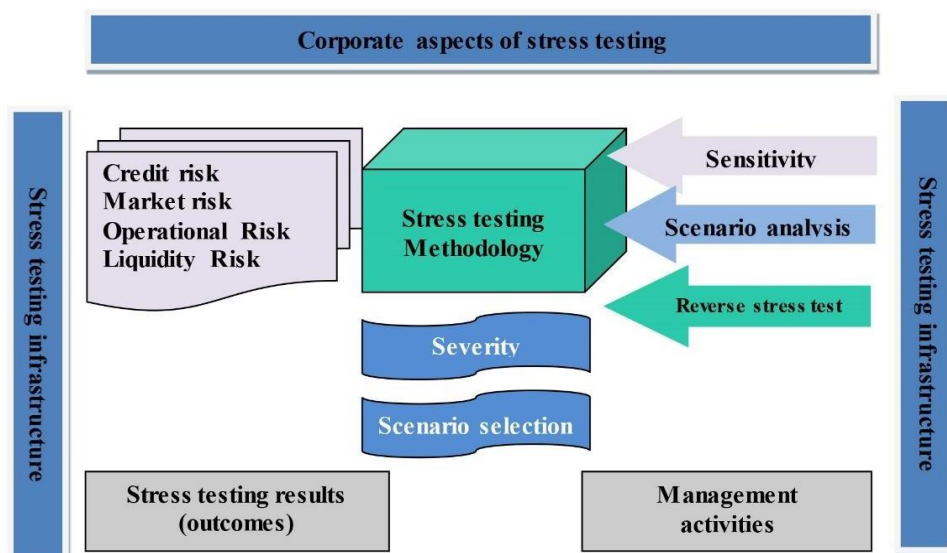 Corporate aspects of stress testing
Stress testing infrastructure
Credit risk
Market risk
Operational Risk
Liquidity Risk
Stress testing
Methodology
Sensitivity
Scenario analysis
Reverse stress test
Severity
Scenario selection
Stress testing results
(outcomes)
Management
activities
Stress testing infrastructure